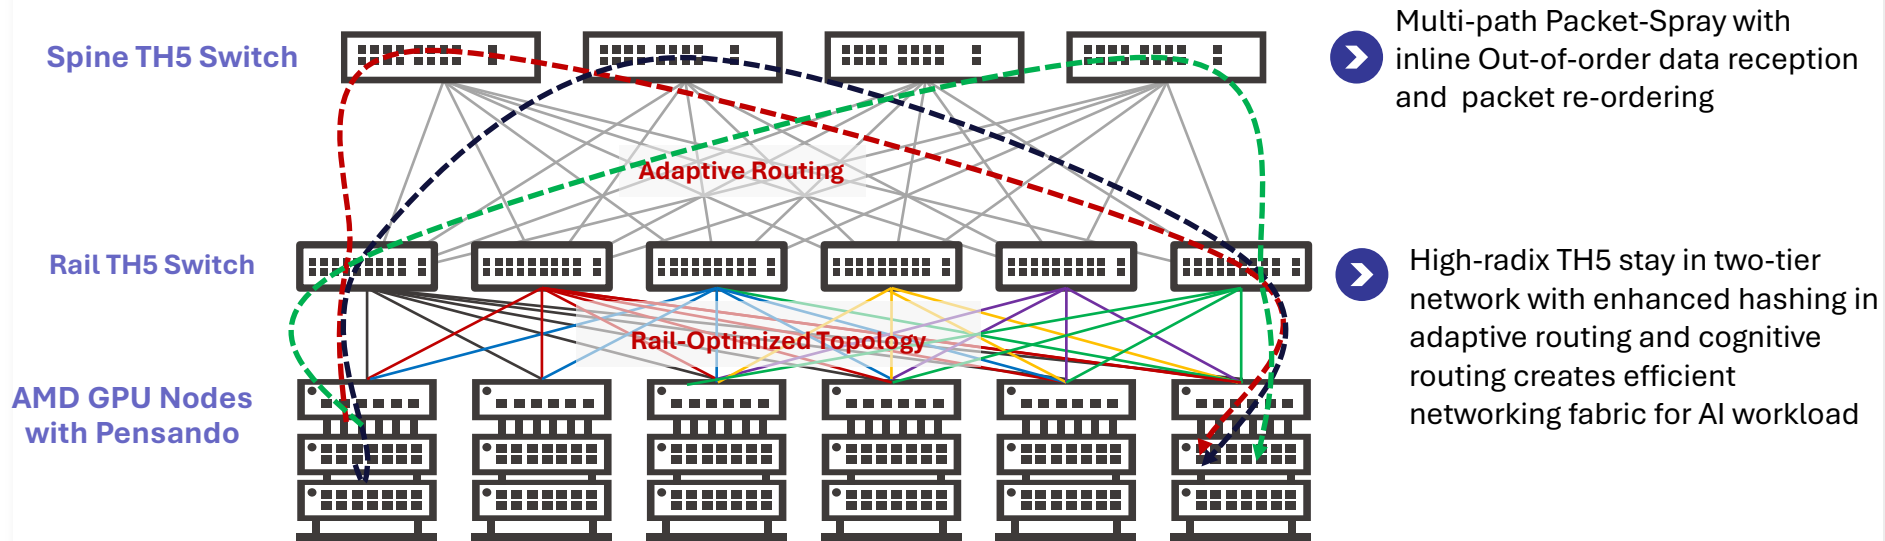 Spine TH5 Switch
Adaptive Routing
Rail TH5 Switch
Rail-Optimized Topology
AMD GPU Nodes
with Pensando
Multi-path Packet-Spray with
inline Out-of-order data reception
and  packet re-ordering
High-radix TH5 stay in two-tier
network with enhanced hashing in
adaptive routing and cognitive
routing creates efficient
networking fabric for AI workload